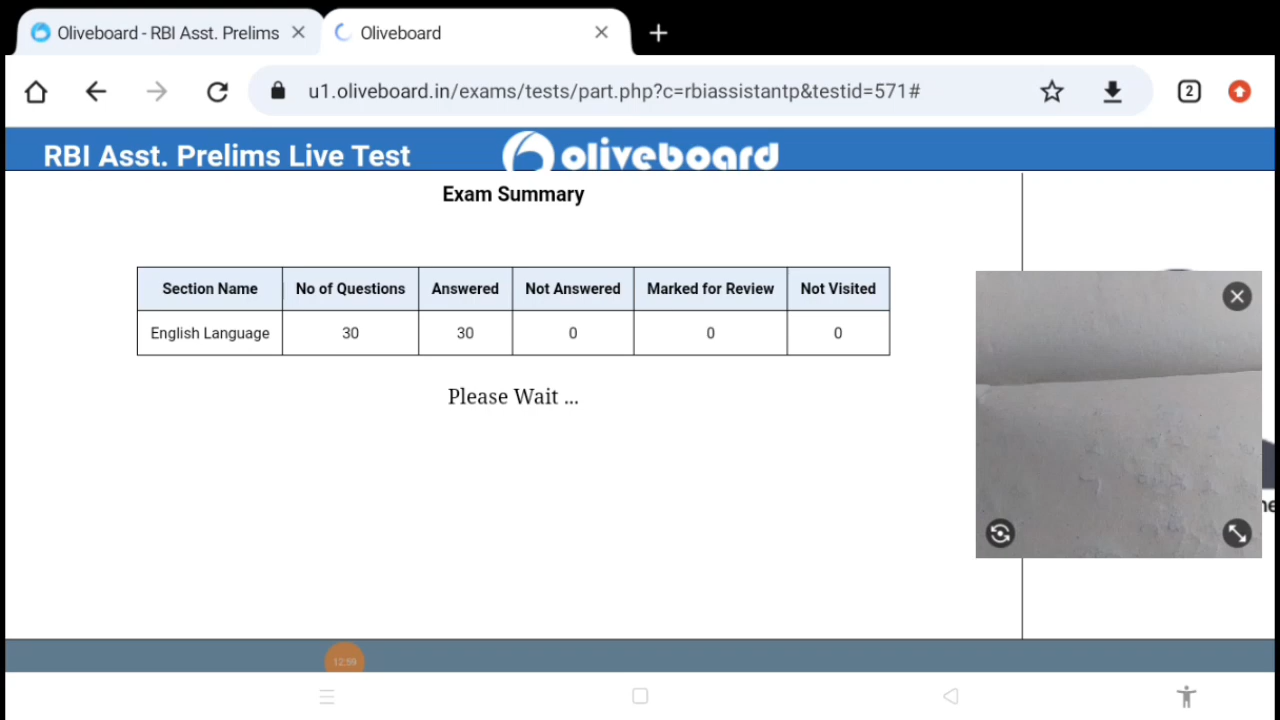 Oliveboard - RBI Asst. Prelims
Oliveboard
u1.oliveboard.in/exams/tests/part.php?c=rbiassistantp&testid=571#
2
RBI Asst. Prelims Live Test
oliveboard
Exam Summary
Section Name No of Questions Answered Not Answered Marked for Review Not Visited
English Language 30 30 0 0 0
Please Wait ...
12:59